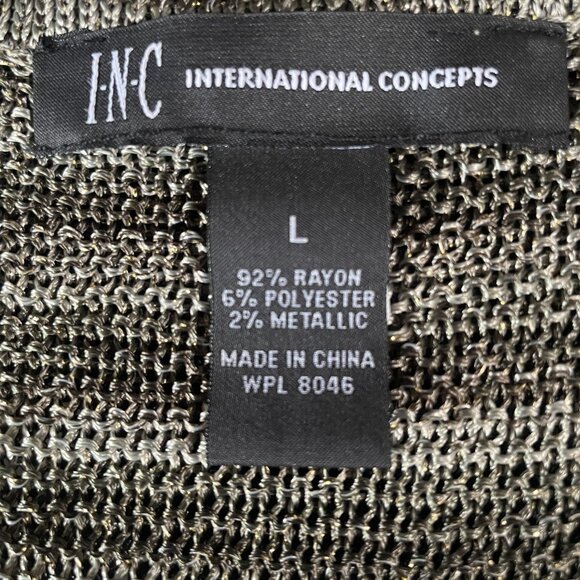 I·N·C INTERNATIONAL CONCEPTS
L
92% RAYON
6% POLYESTER
2% METALLIC
MADE IN CHINA
WPL 8046